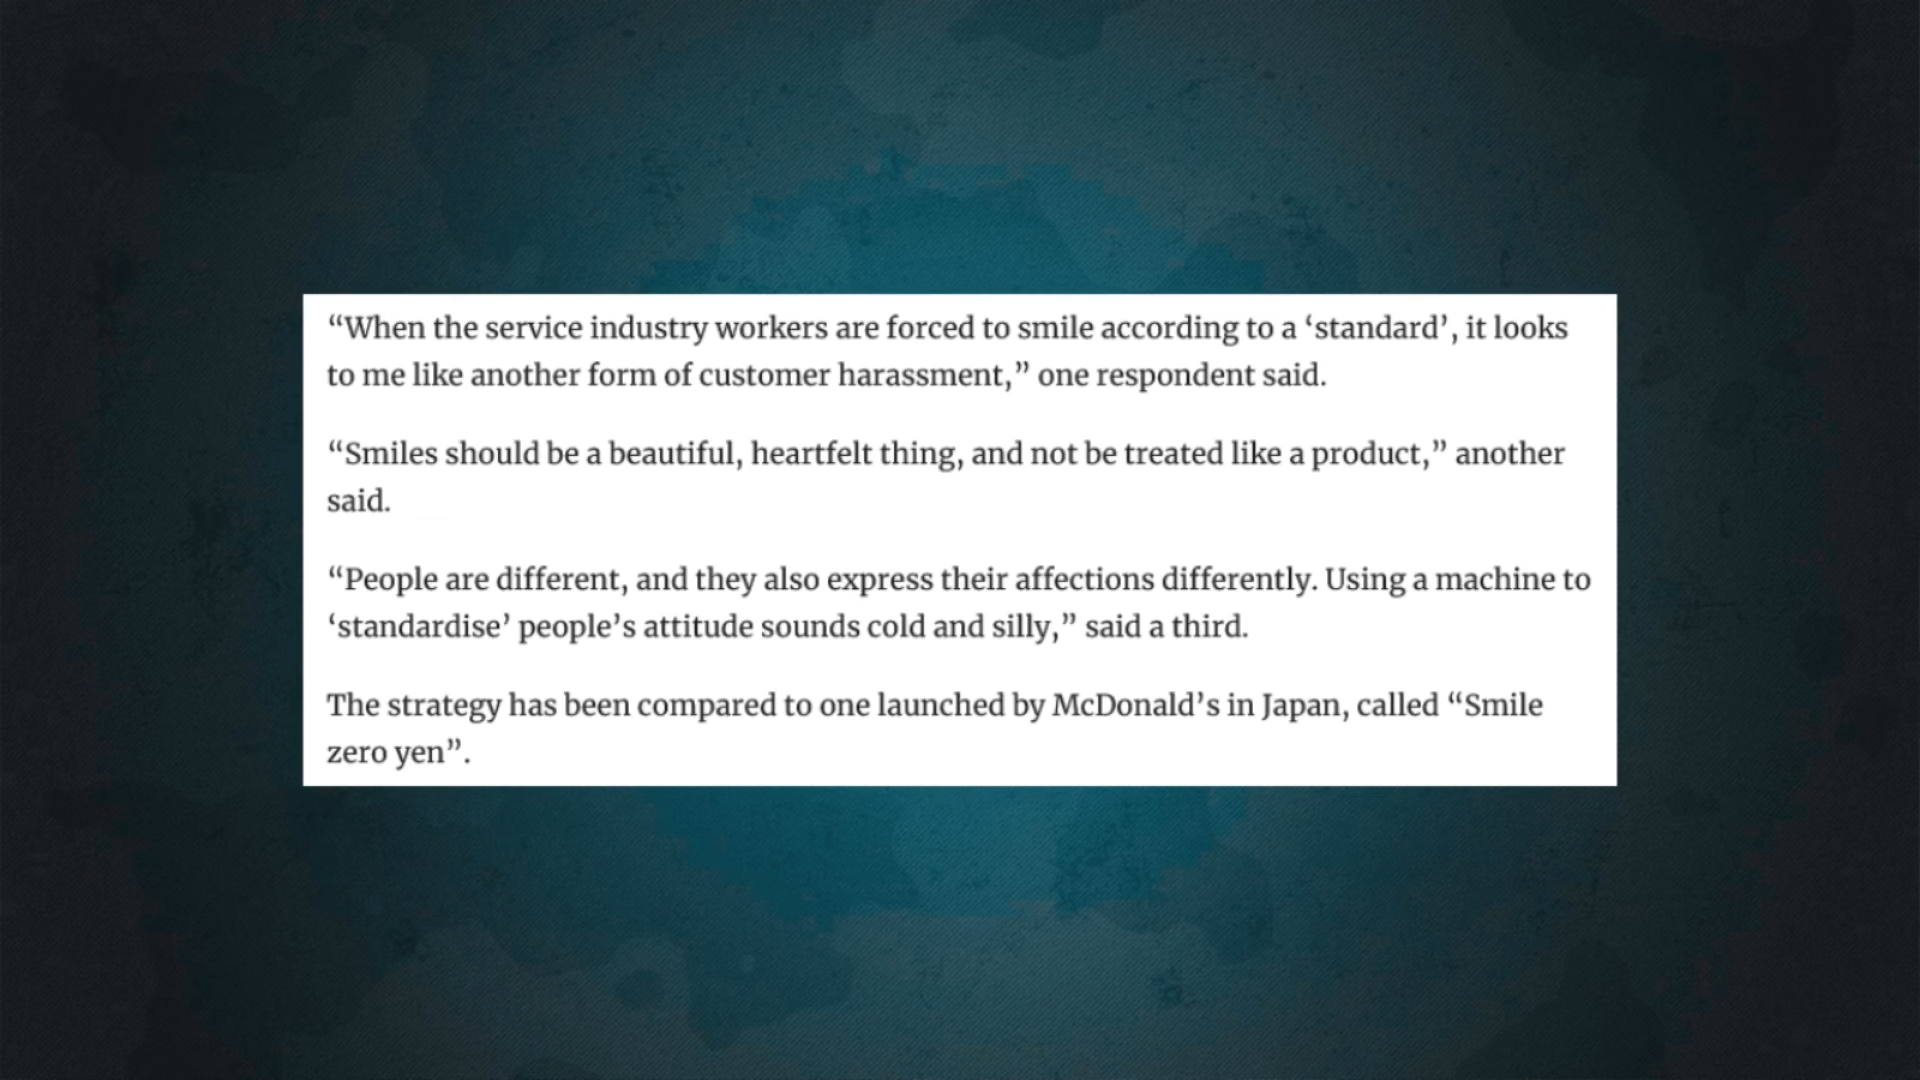 “When the service industry workers are forced to smile according to a ‘standard’, it looks
to me like another form of customer harassment,” one respondent said.
“Smiles should be a beautiful, heartfelt thing, and not be treated like a product,” another
said.
“People are different, and they also express their affections differently. Using a machine to
‘standardise’ people’s attitude sounds cold and silly,” said a third.
The strategy has been compared to one launched by McDonald’s in Japan, called “Smile
zero yen”.